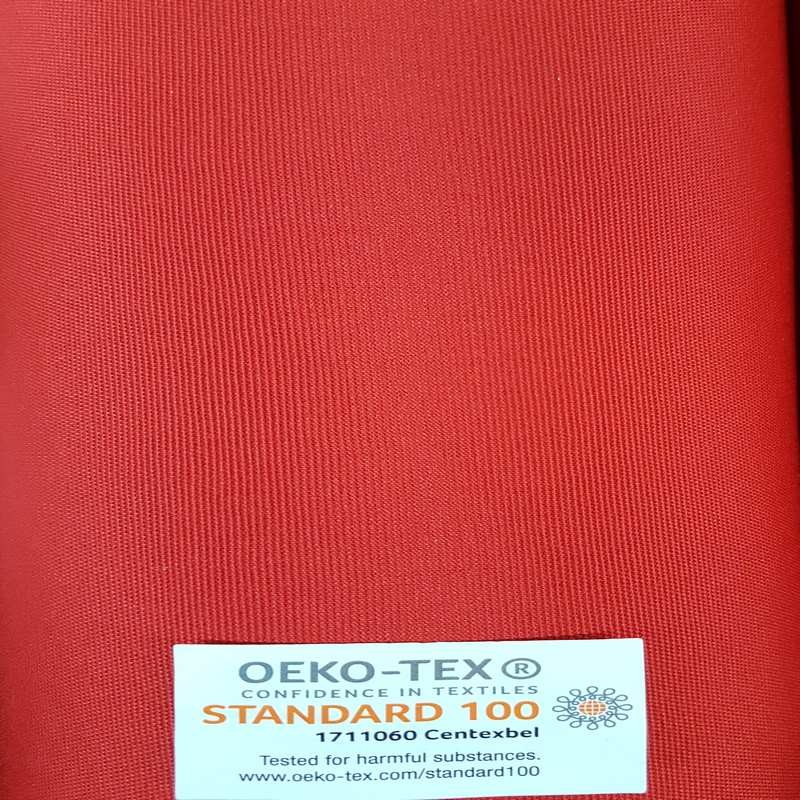 OEKO-TEX®
CONFIDENCE IN TEXTILES
STANDARD 100
1711060 Centexbel
Tested for harmful substances.
www.oeko-tex.com/standard100